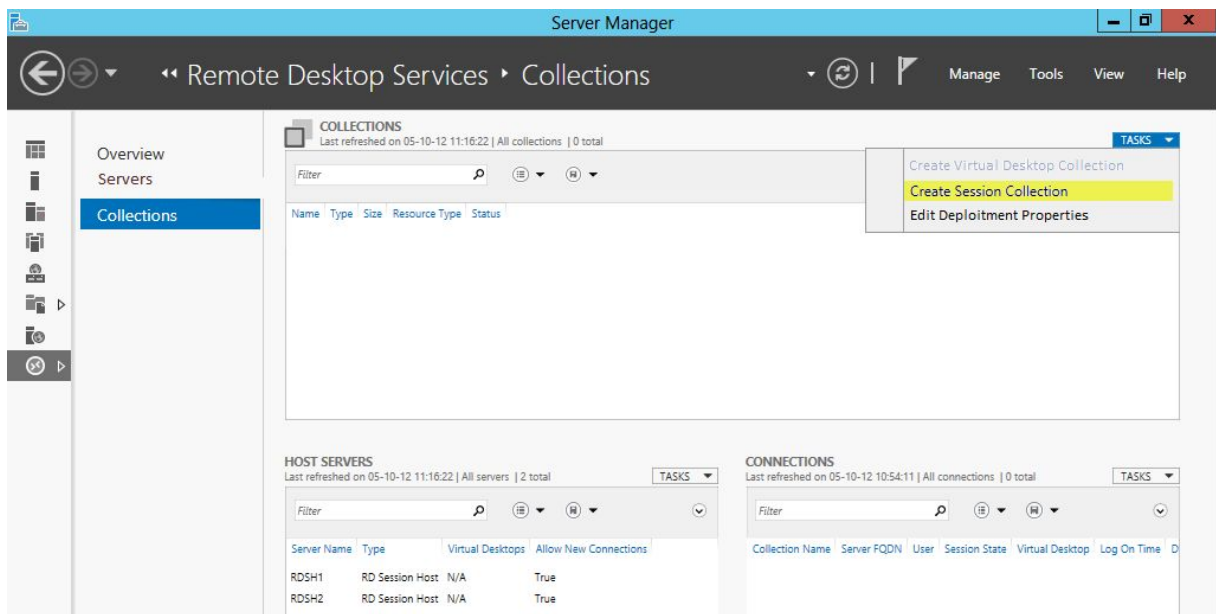 Server Manager
Remote Desktop Services Collections
Manage Tools View Help
Overview
Servers
Collections
COLLECTIONS
Last refreshed on 05-10-12 11:16:22 | All collections | 0 total
TASKS
Filter
Create Virtual Desktop Collection
Create Session Collection
Edit Deploitment Properties
Name Type Size Resource Type Status
HOST SERVERS
Last refreshed on 05-10-12 11:16:22 | All servers | 2 total
TASKS
Filter
Server Name Type Virtual Desktops Allow New Connections
RDSH1 RD Session Host N/A True
RDSH2 RD Session Host N/A True
CONNECTIONS
Last refreshed on 05-10-12 10:54:11 | All connections | 0 total
TASKS
Filter
Collection Name Server FQDN User Session State Virtual Desktop Log On Time D